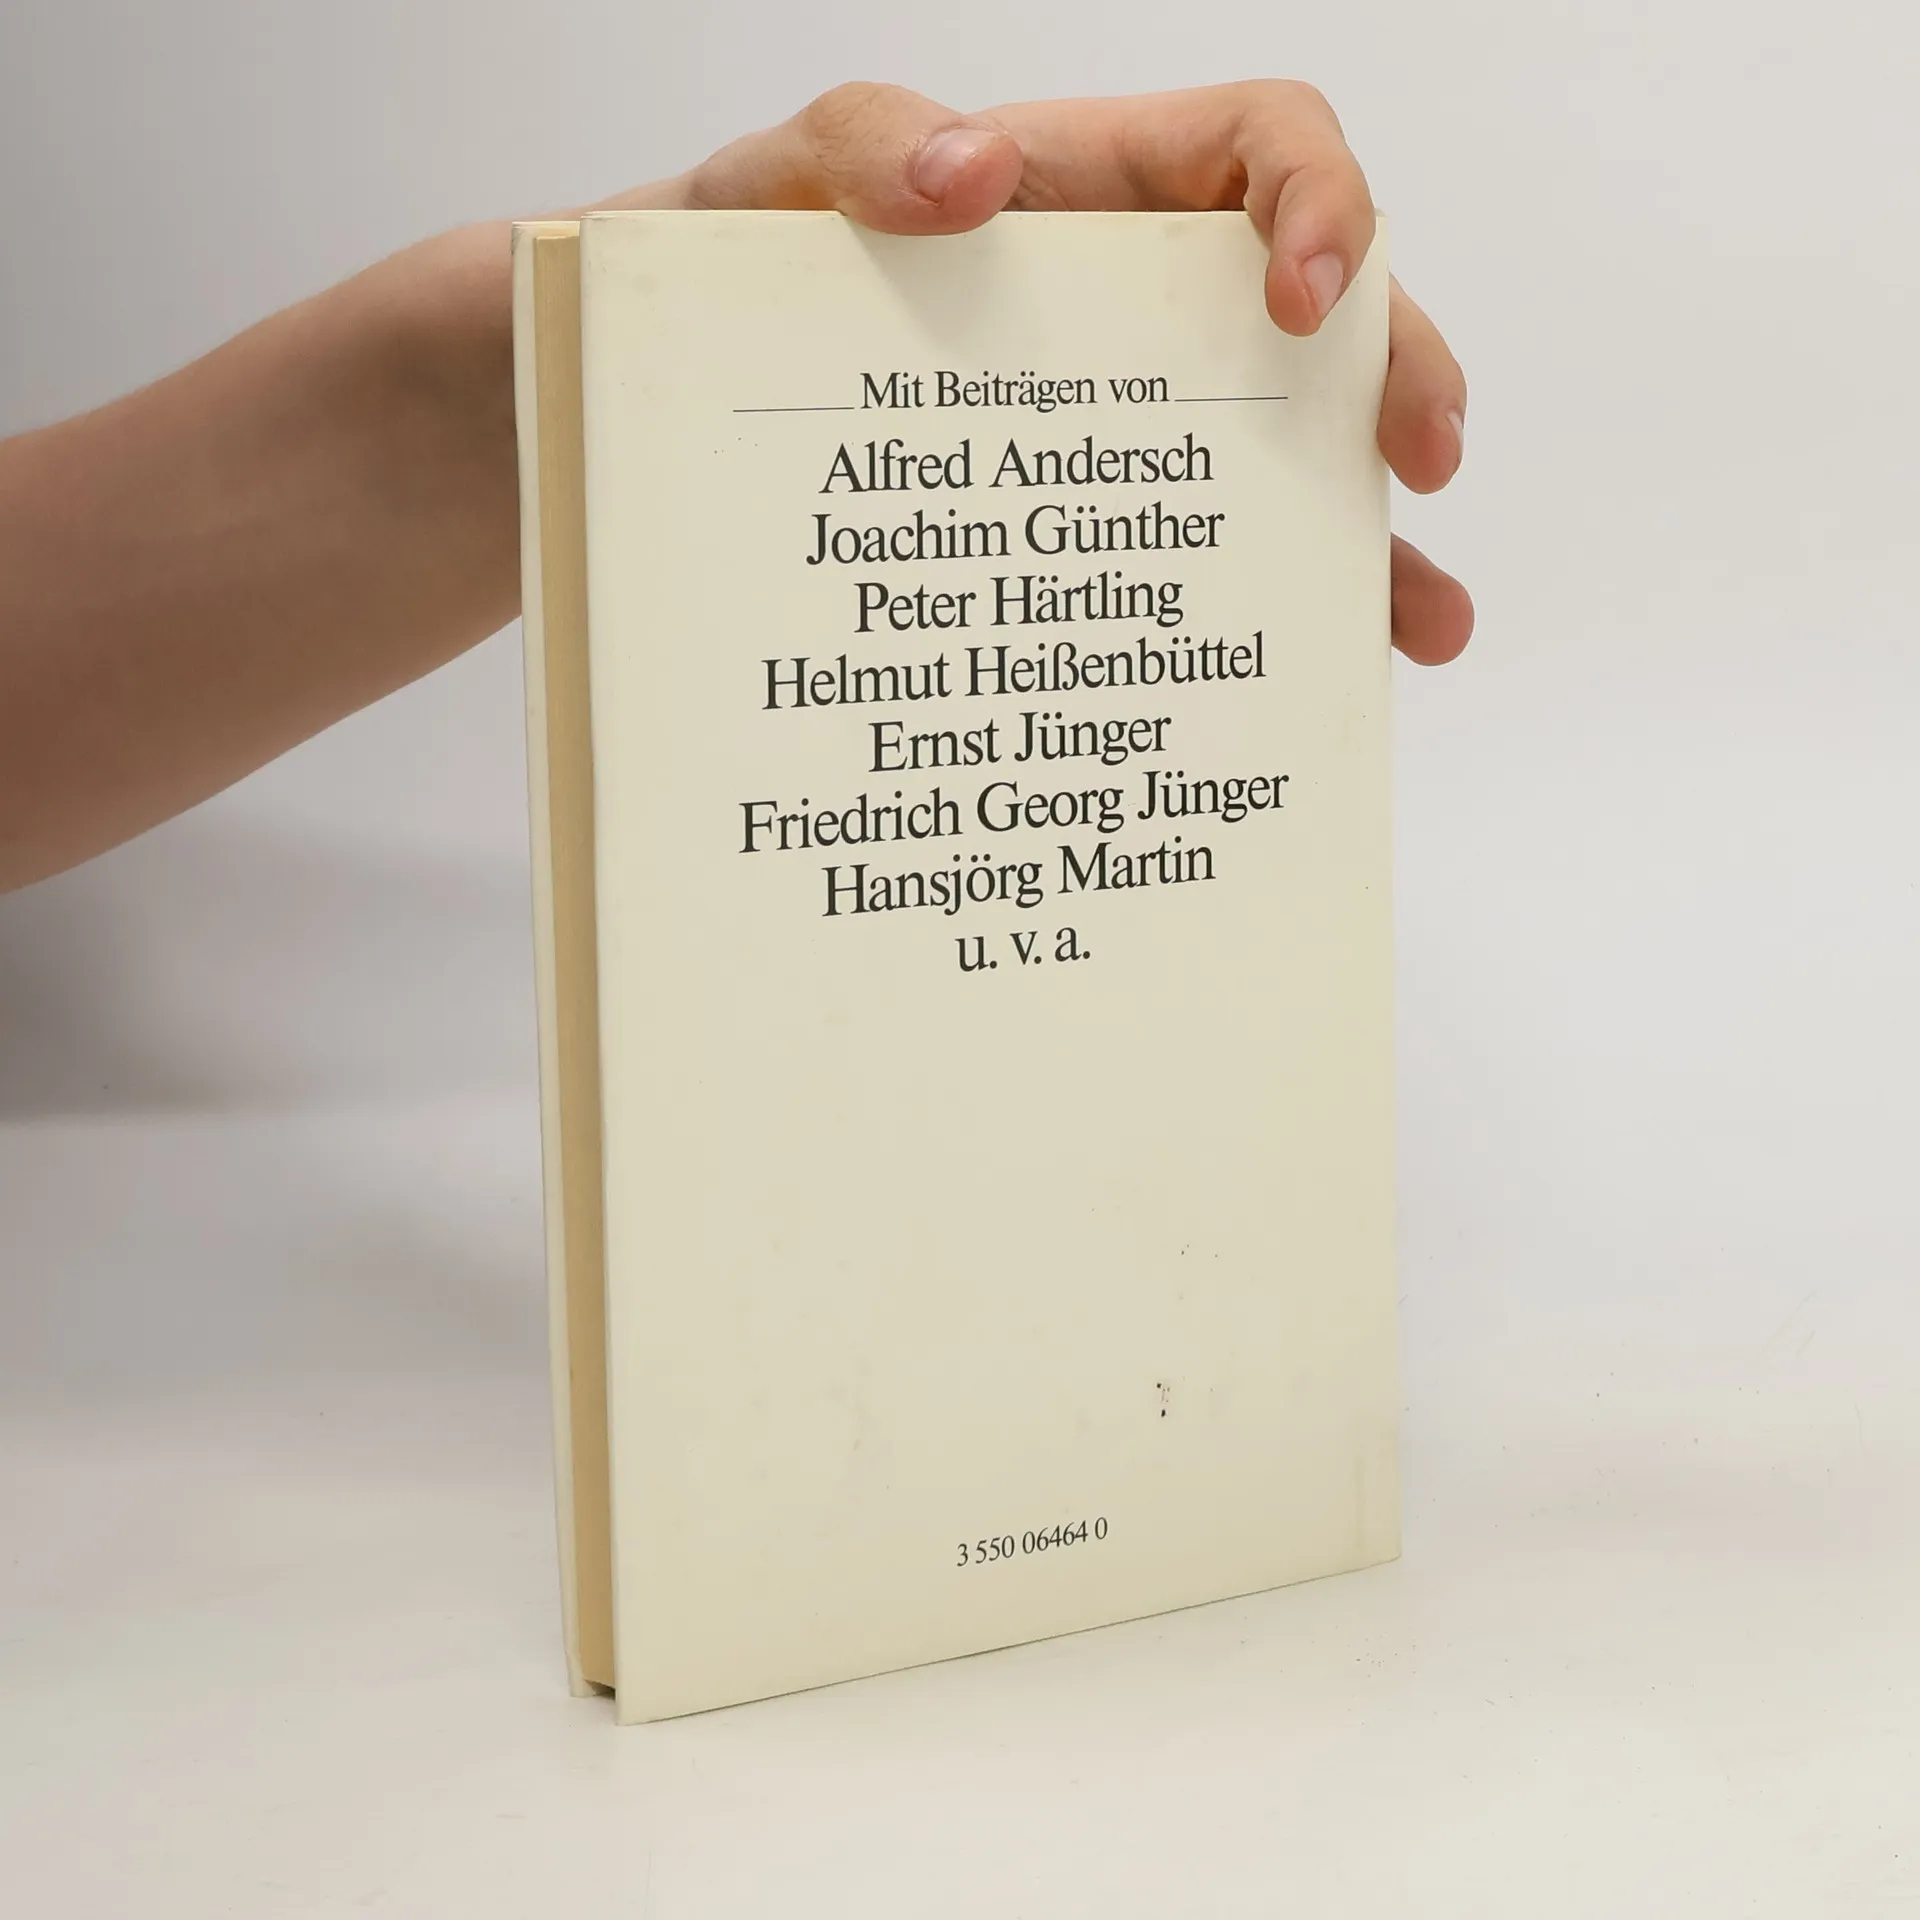 Mit Beiträgen von
Alfred Andersch
Joachim Günther
Peter Härtling
Helmut Heißenbüttel
Ernst Jünger
Friedrich Georg Jünger
Hansjörg Martin
u. v. a.
3 550 06464 0